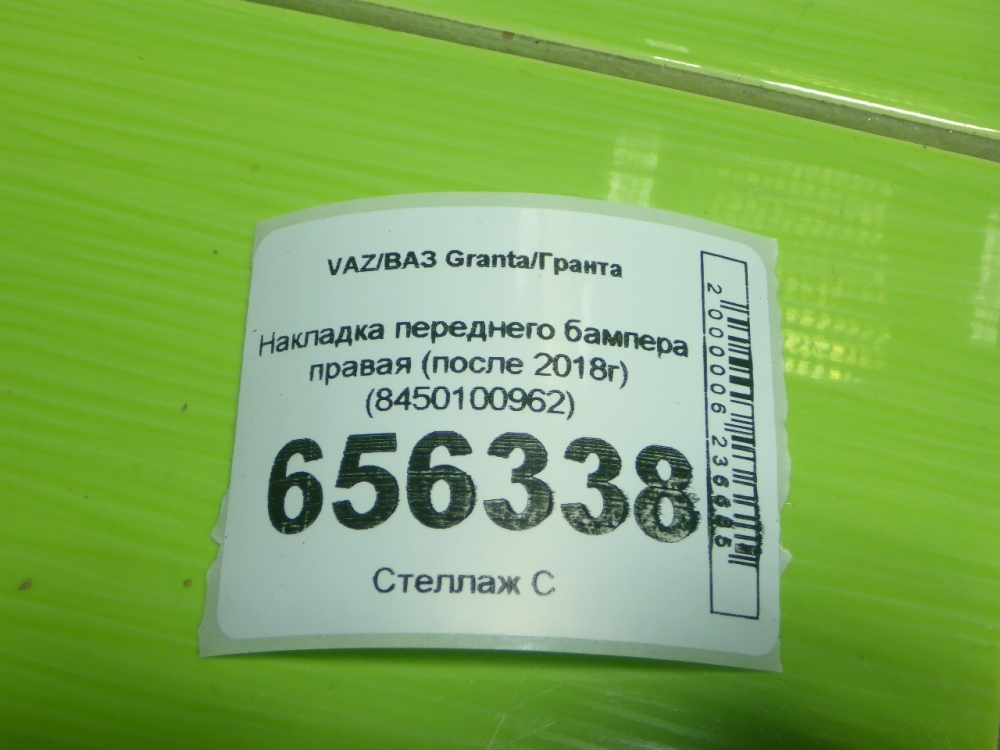 VAZ/ВАЗ Granta/Гранта
Накладка переднего бампера
правая (после 2018г)
(8450100962)
656338
Стеллаж С